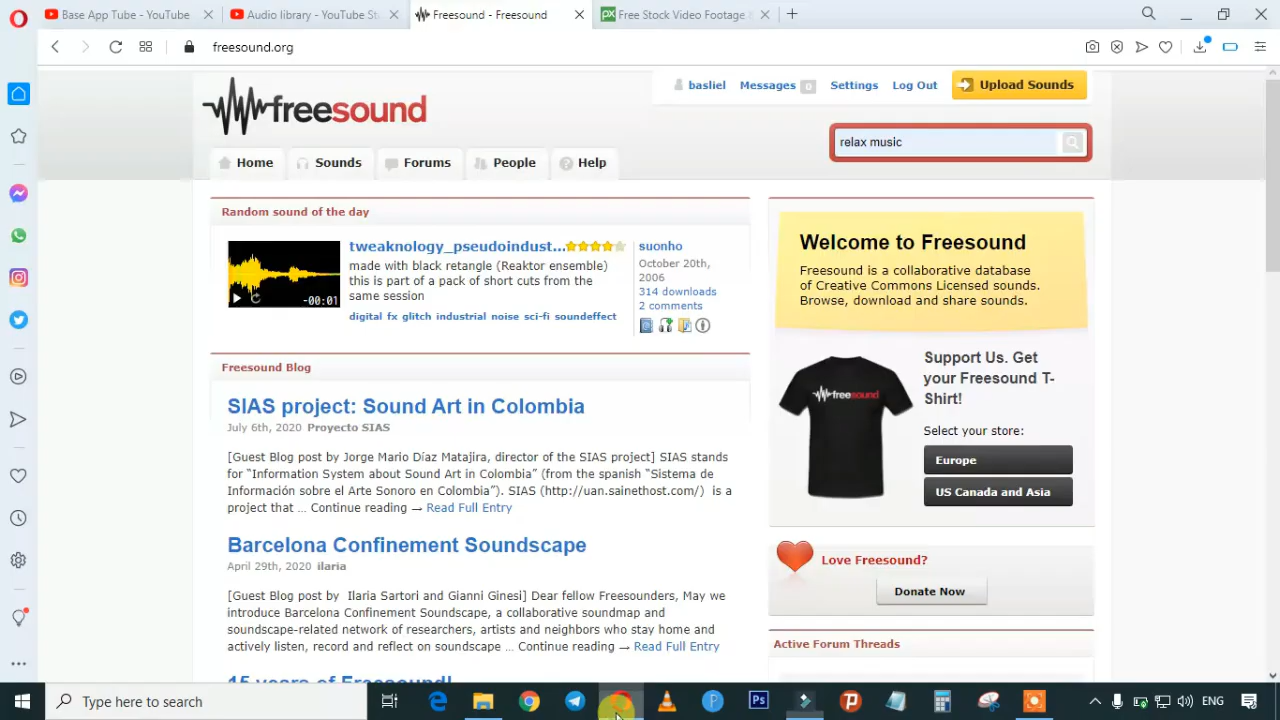 Base App Tube - YouTube
Audio library - YouTube St
Freesound - Freesound
Free Stock Video Footage &
freesound.org
freesound
basliel
Messages 0
Settings
Log Out
Upload Sounds
relax music
Home
Sounds
Forums
People
Help
Random sound of the day
tweaknology_pseudoindust...
made with black retangle (Reaktor ensemble)
this is part of a pack of short cuts from the
same session
digital fx glitch industrial noise sci-fi soundeffect
-00:01
suonho
October 20th,
2006
314 downloads
2 comments
Freesound Blog
SIAS project: Sound Art in Colombia
July 6th, 2020 Proyecto SIAS
[Guest Blog post by Jorge Mario Díaz Matajira, director of the SIAS project] SIAS stands
for “Information System about Sound Art in Colombia” (from the spanish “Sistema de
Información sobre el Arte Sonoro en Colombia”). SIAS (http://uan.sainethost.com/) is a
project that ... Continue reading → Read Full Entry
Barcelona Confinement Soundscape
April 29th, 2020 ilaria
[Guest Blog post by Ilaria Sartori and Gianni Ginesi] Dear fellow Freesounders, May we
introduce Barcelona Confinement Soundscape, a collaborative soundmap and
soundscape-related network of researchers, artists and neighbors who stay home and
actively listen, record and reflect on soundscape ... Continue reading → Read Full Entry
15 years of Freesound!
Welcome to Freesound
Freesound is a collaborative database
of Creative Commons Licensed sounds.
Browse, download and share sounds.
freesound
Support Us. Get
your Freesound T-
Shirt!
Select your store:
Europe
US Canada and Asia
Love Freesound?
Donate Now
Active Forum Threads
Type here to search
Ps
ENG